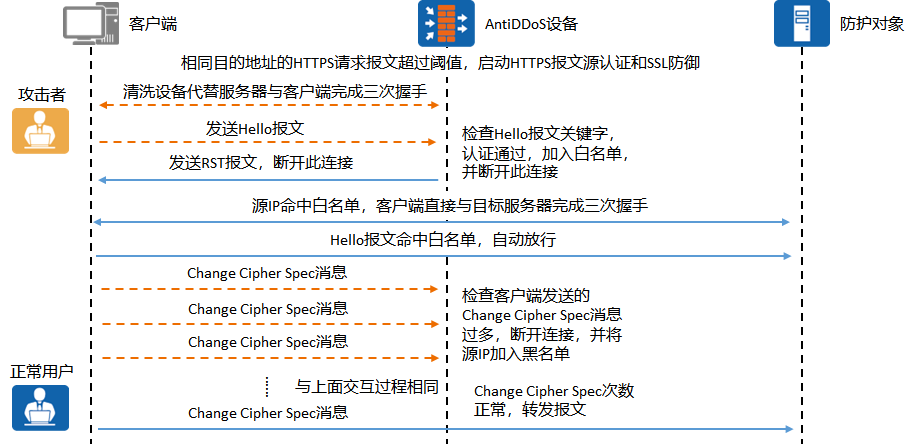 客户端
AntiDDoS设备
防护对象
相同目的地址的HTTPS请求报文超过阈值，启动HTTPS报文源认证和SSL防御
攻击者
清洗设备代替服务器与客户端完成三次握手
发送Hello报文
检查Hello报文关键字，
认证通过，加入白名单，
并断开此连接
发送RST报文，断开此连接
源IP命中白名单，客户端直接与目标服务器完成三次握手
Hello报文命中白名单，自动放行
Change Cipher Spec消息
Change Cipher Spec消息
Change Cipher Spec消息
检查客户端发送的
Change Cipher Spec消息
过多，断开连接，并将
源IP加入黑名单
正常用户
与上面交互过程相同
Change Cipher Spec次数
正常，转发报文
Change Cipher Spec消息